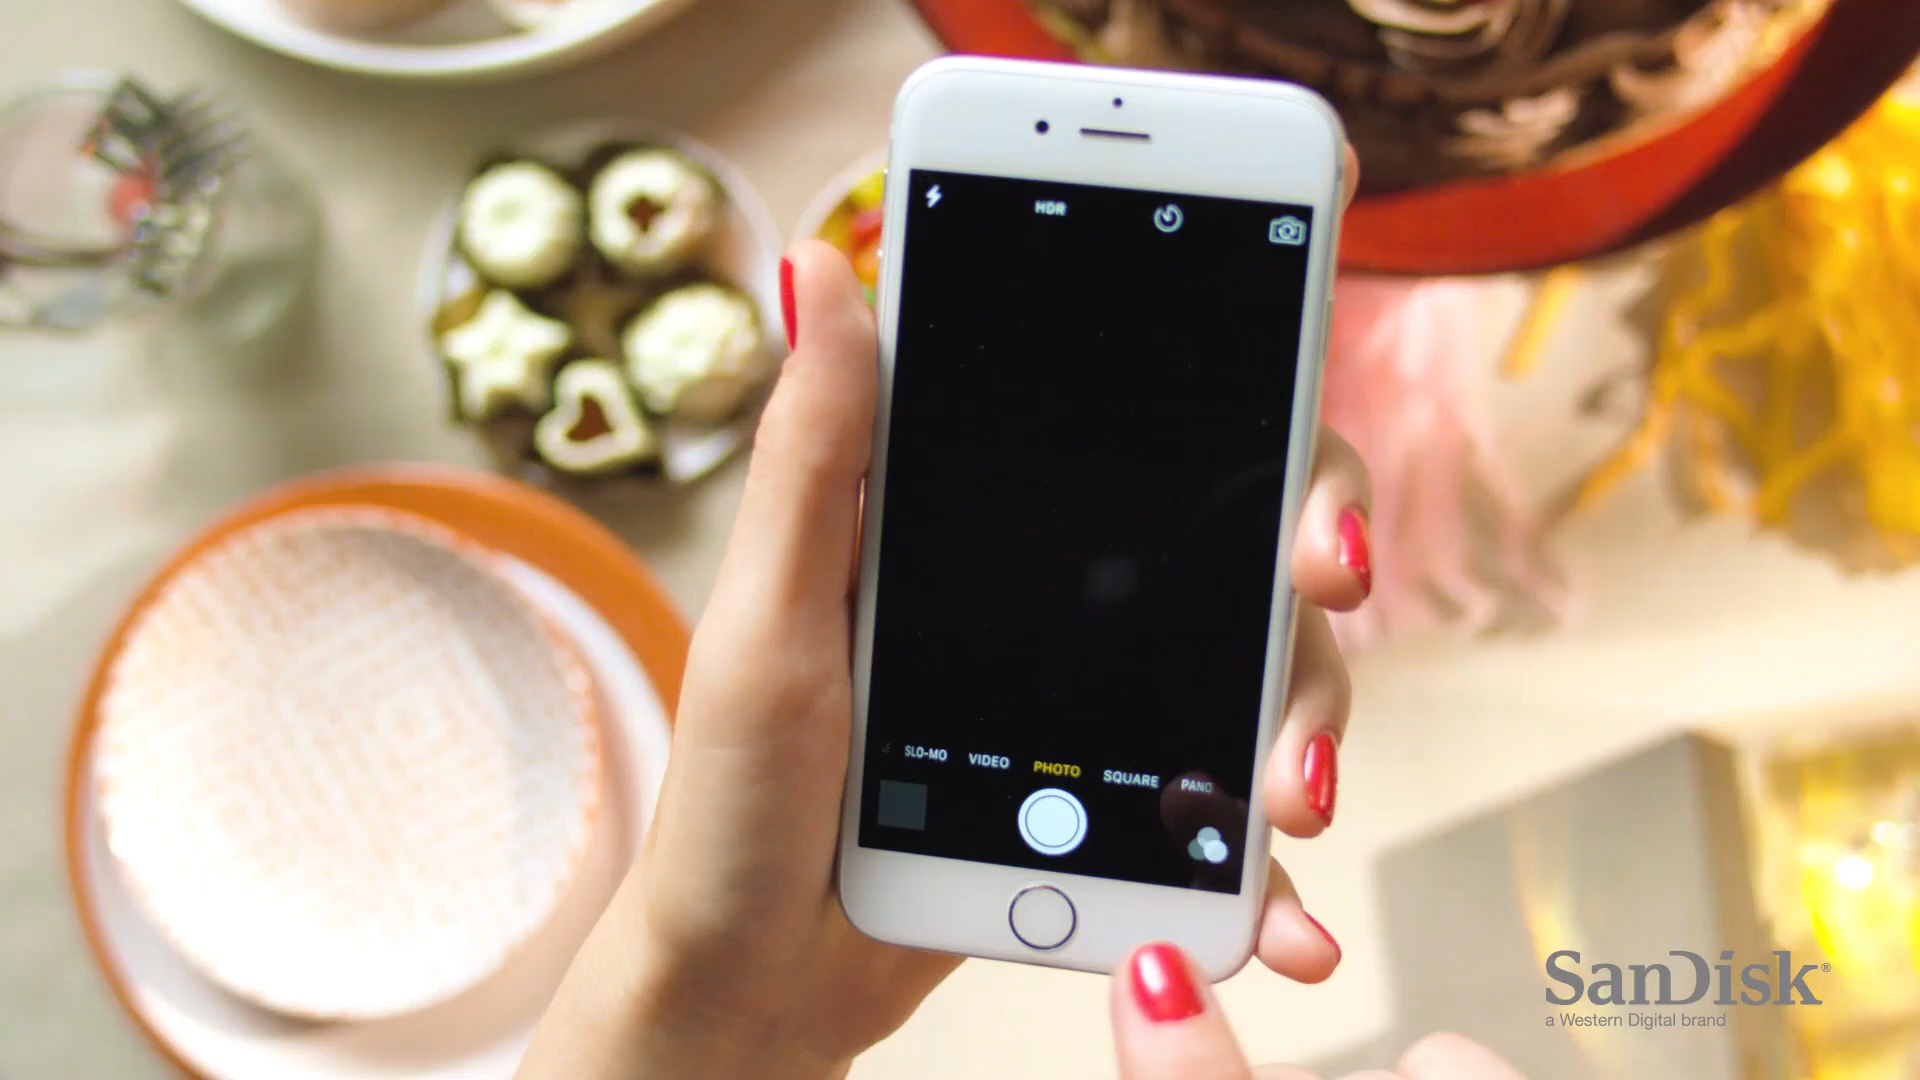 HDR
SLO-MO VIDEO PHOTO SQUARE PANO
SanDisk®
a Western Digital brand